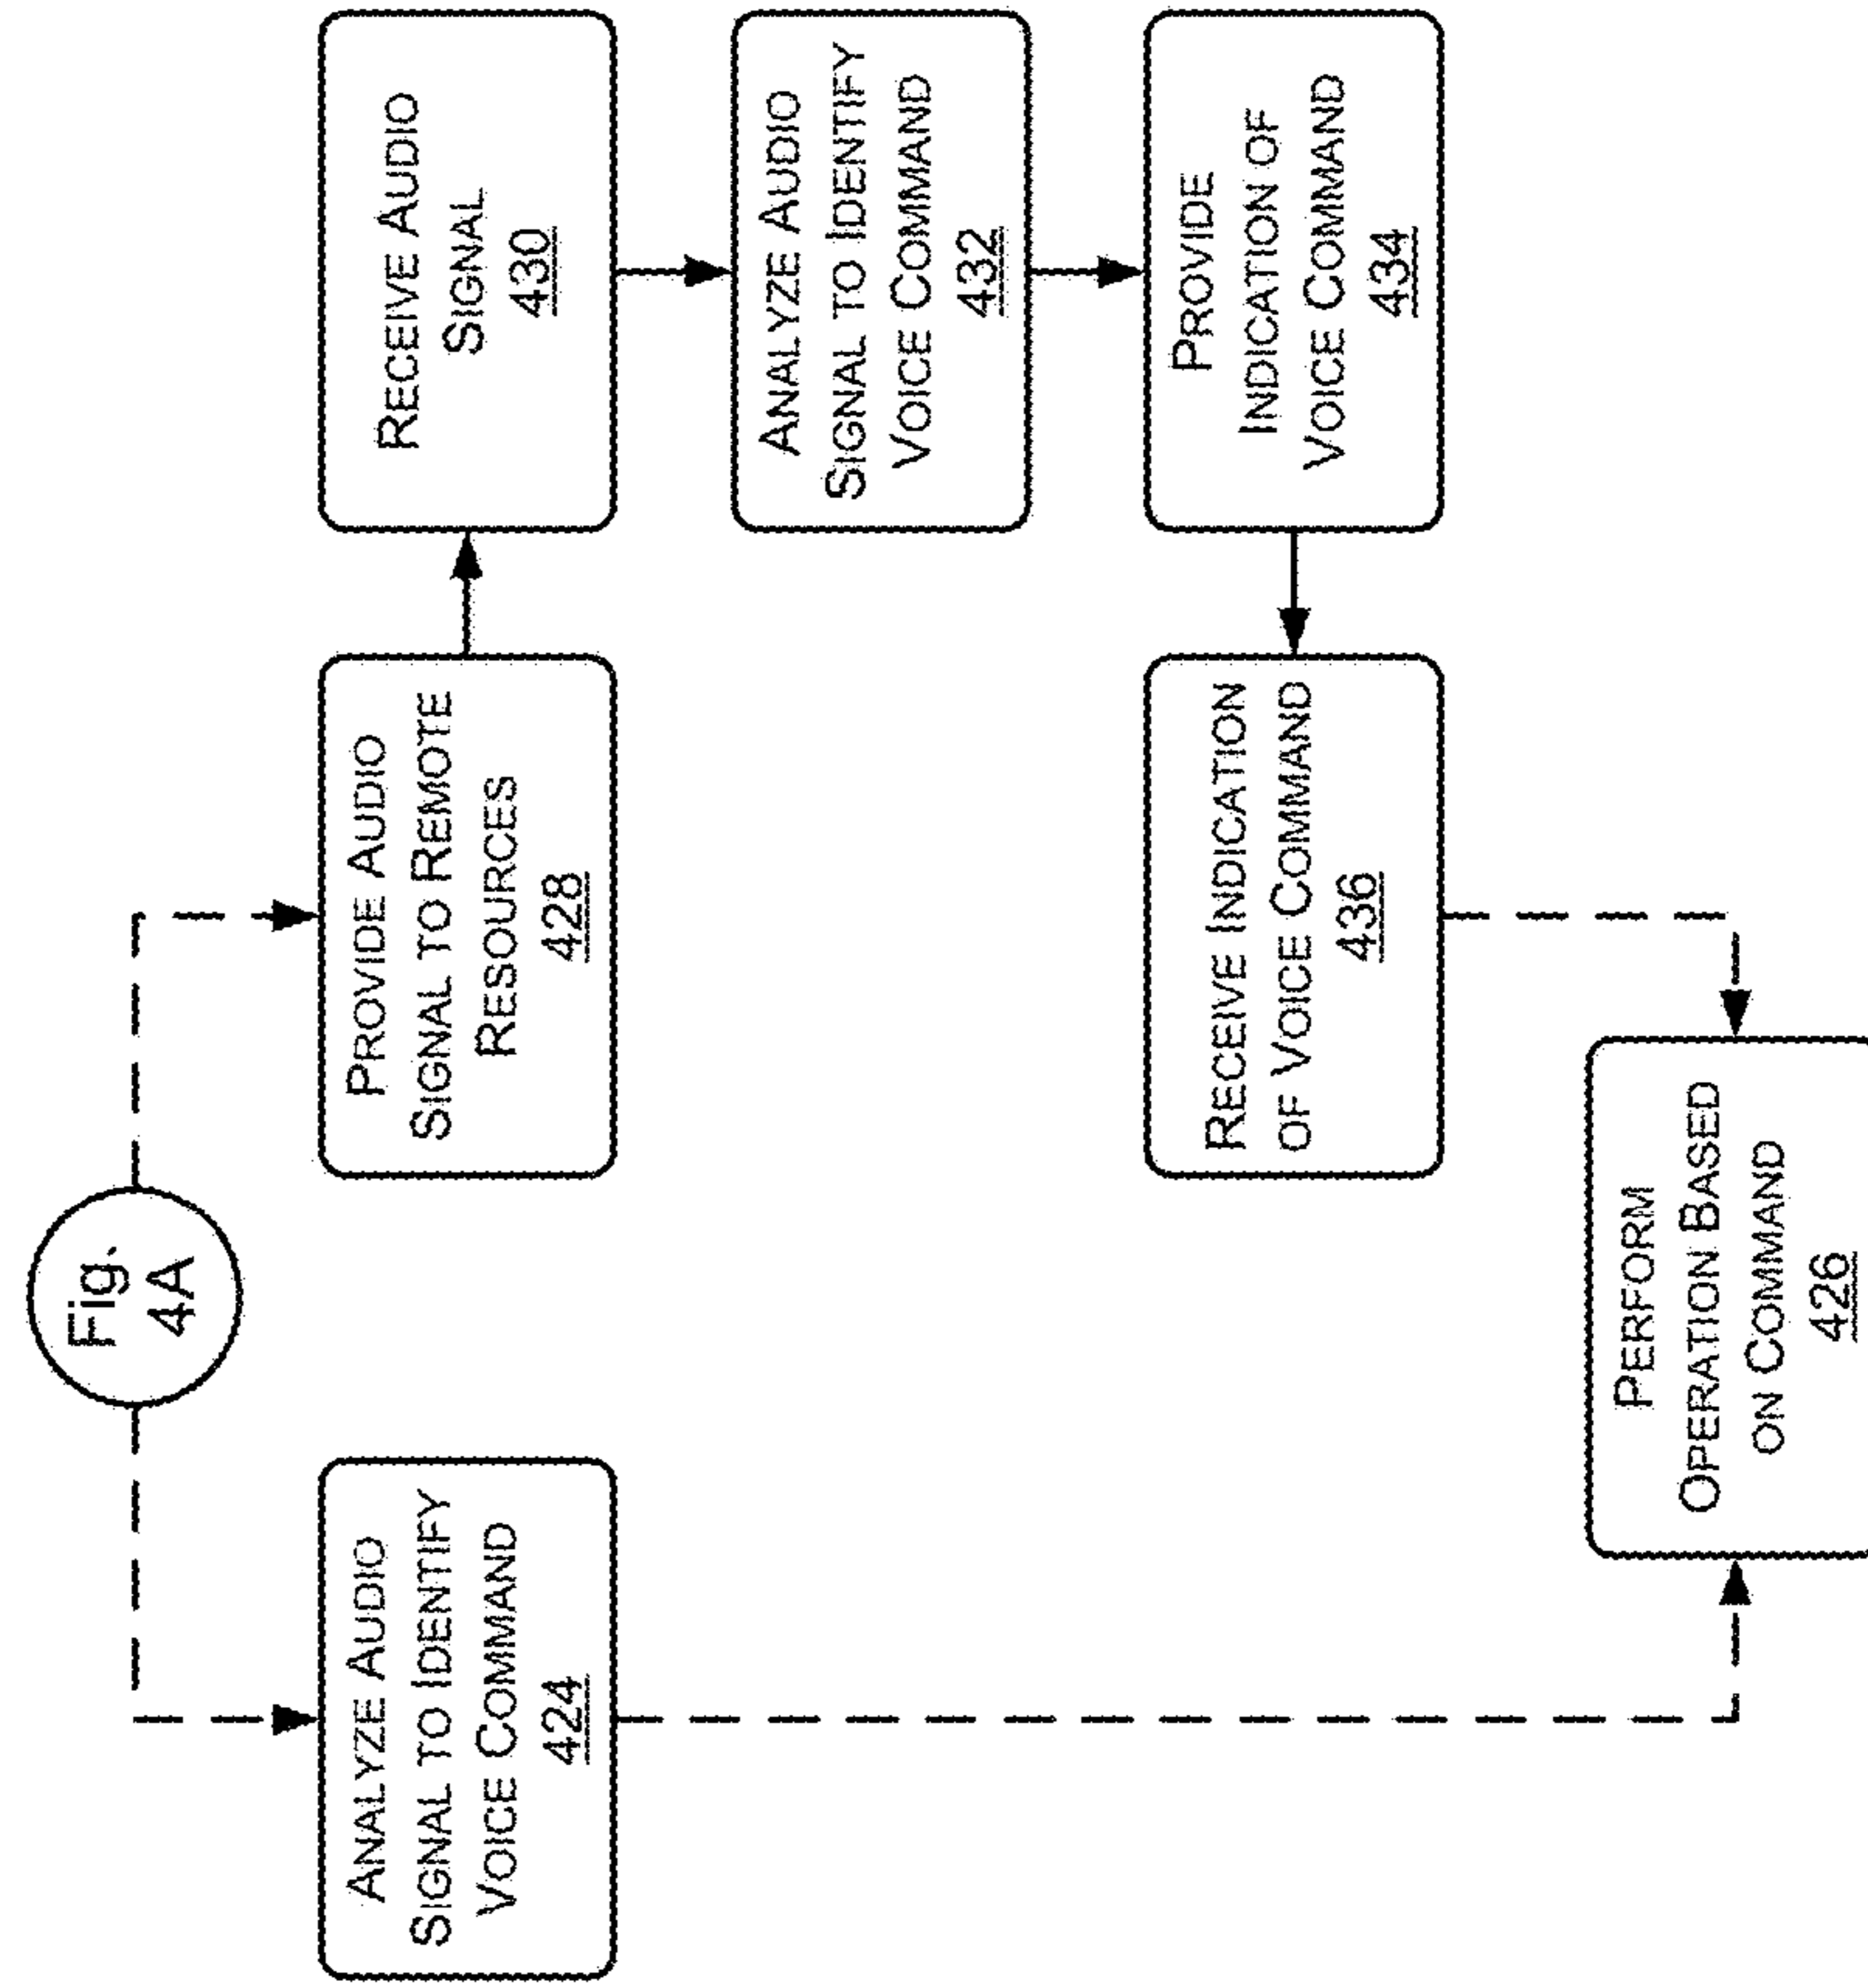 Fig.
4A
ANALYZE AUDIO
SIGNAL TO IDENTIFY
VOICE COMMAND
424
PROVIDE AUDIO
SIGNAL TO REMOTE
RESOURCES
428
RECEIVE AUDIO
SIGNAL
430
ANALYZE AUDIO
SIGNAL TO IDENTIFY
VOICE COMMAND
432
PROVIDE
INDICATION OF
VOICE COMMAND
434
RECEIVE INDICATION
OF VOICE COMMAND
436
PERFORM
OPERATION BASED
ON COMMAND
426